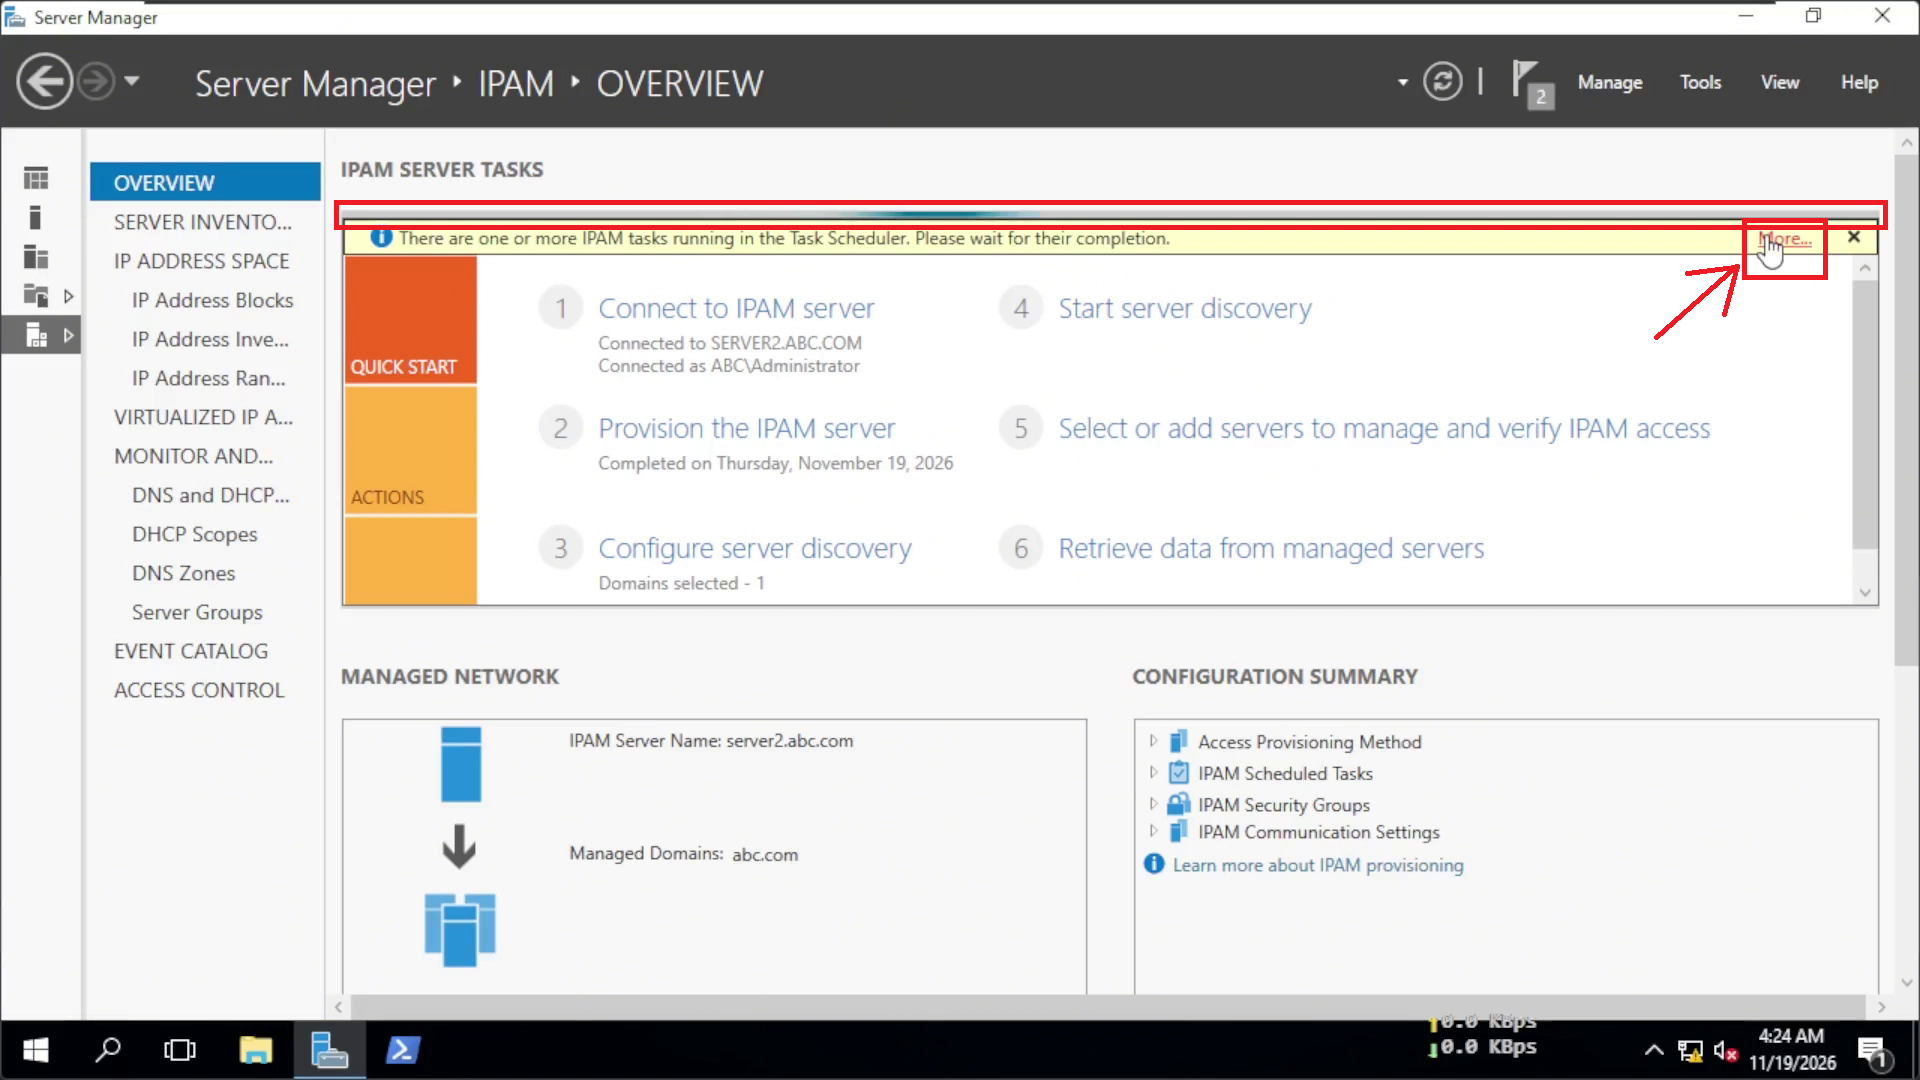 Server Manager
Server Manager ‣ IPAM ‣ OVERVIEW
2
Manage
Tools
View
Help
OVERVIEW
SERVER INVENTO...
IP ADDRESS SPACE
IP Address Blocks
IP Address Inve...
IP Address Ran...
VIRTUALIZED IP A...
MONITOR AND...
DNS and DHCP...
DHCP Scopes
DNS Zones
Server Groups
EVENT CATALOG
ACCESS CONTROL
IPAM SERVER TASKS
There are one or more IPAM tasks running in the Task Scheduler. Please wait for their completion.
More...
QUICK START
ACTIONS
1 Connect to IPAM server
Connected to SERVER2.ABC.COM
Connected as ABC\Administrator
2 Provision the IPAM server
Completed on Thursday, November 19, 2026
3 Configure server discovery
Domains selected - 1
4 Start server discovery
5 Select or add servers to manage and verify IPAM access
6 Retrieve data from managed servers
MANAGED NETWORK
IPAM Server Name: server2.abc.com
Managed Domains: abc.com
CONFIGURATION SUMMARY
Access Provisioning Method
IPAM Scheduled Tasks
IPAM Security Groups
IPAM Communication Settings
Learn more about IPAM provisioning
0.0 KBps
0.0 KBps
4:24 AM
11/19/2026
1